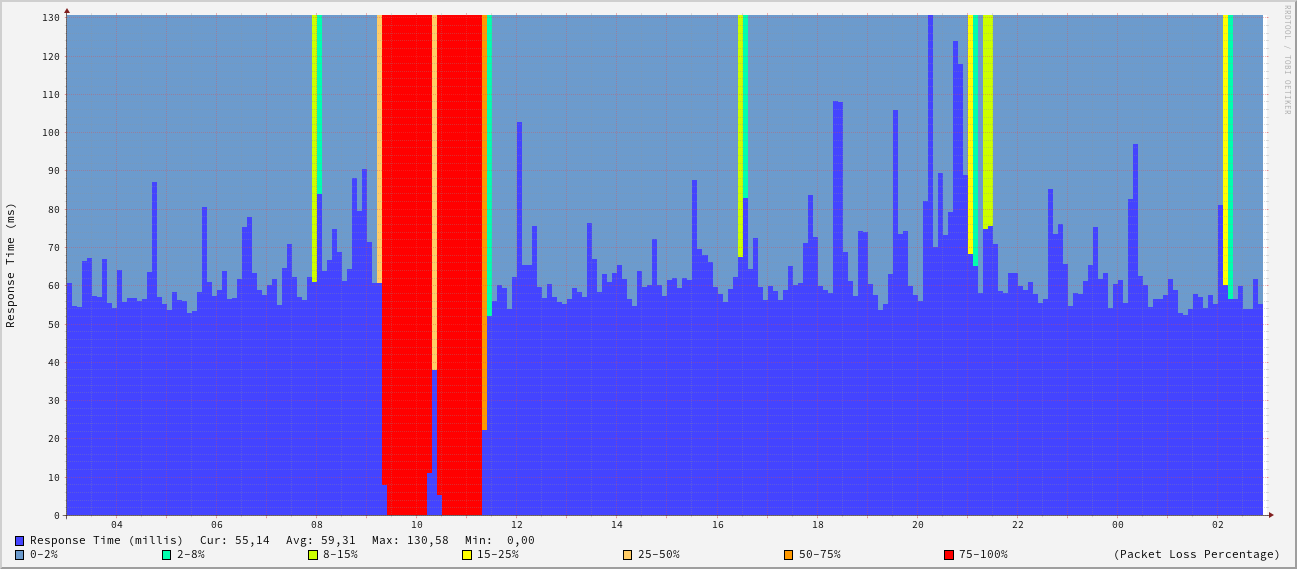 RRDTOOL / TOBI OETIKER
Response Time (ms)
130
120
110
100
90
80
70
60
50
40
30
20
10
0
04 06 08 10 12 14 16 18 20 22 00 02
Response Time (millis) Cur: 55,14 Avg: 59,31 Max: 130,58 Min: 0,00
0-2% 2-8% 8-15% 15-25% 25-50% 50-75% 75-100% (Packet Loss Percentage)